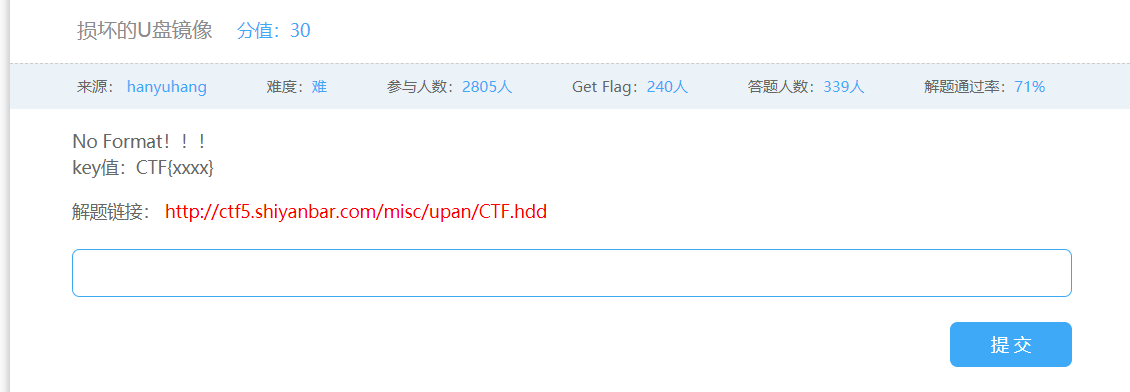 损坏的U盘镜像 分值：30
来源： hanyuhang 难度：难 参与人数：2805人 Get Flag：240人 答题人数：339人 解题通过率：71%
No Format！！！
key值：CTF{xxxx}
解题链接： http://ctf5.shiyanbar.com/misc/upan/CTF.hdd
提交